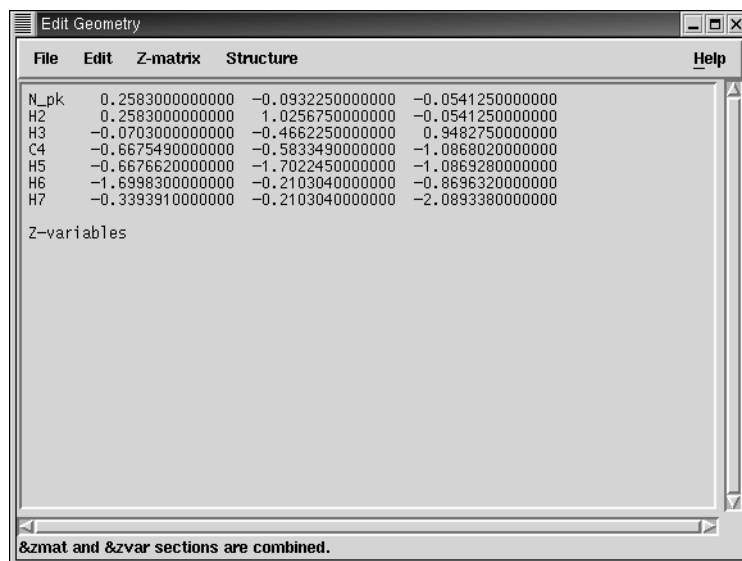 Edit Geometry
File Edit Z-matrix Structure Help
N_pk 0.2583000000000 -0.0932250000000 -0.0541250000000
H2 0.2583000000000 1.0256750000000 -0.0541250000000
H3 -0.0703000000000 -0.4662250000000 0.9482750000000
C4 -0.6675490000000 -0.5833490000000 -1.0868020000000
H5 -0.6676620000000 -1.7022450000000 -1.0869280000000
H6 -1.6998300000000 -0.2103040000000 -0.8696320000000
H7 -0.3393910000000 -0.2103040000000 -2.0893380000000
Z-variables
&zmat and &zvar sections are combined.